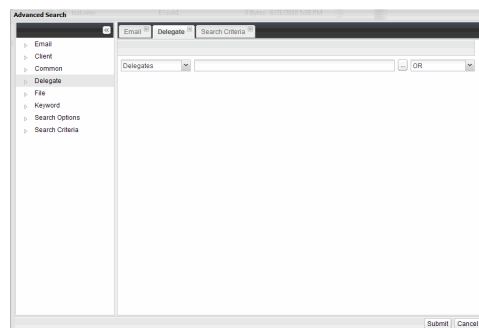 Advanced Search
Email
Client
Common
Delegate
File
Keyword
Search Options
Search Criteria
Email Delegate Search Criteria
Delegates ... OR
Submit Cancel